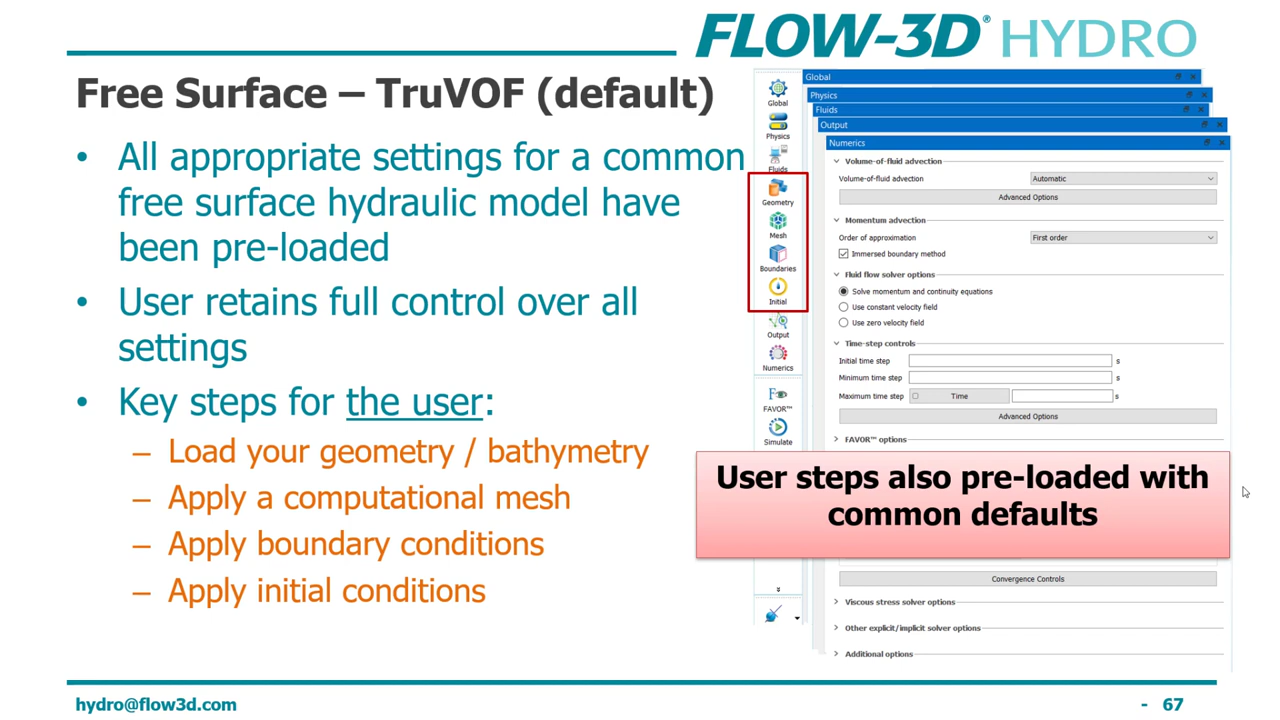 FLOW-3D® HYDRO
Free Surface – TruVOF (default)
• All appropriate settings for a common
free surface hydraulic model have
been pre-loaded
• User retains full control over all
settings
• Key steps for the user:
– Load your geometry / bathymetry
– Apply a computational mesh
– Apply boundary conditions
– Apply initial conditions
Global
Physics
Fluids
Geometry
Mesh
Boundaries
Initial
Output
Numerics
FAVOR™
Simulate
Global
Physics
Fluids
Output
Numerics
Volume-of-fluid advection
Volume-of-fluid advection Automatic
Advanced Options
Momentum advection
Order of approximation First order
Immersed boundary method
Fluid flow solver options
Solve momentum and continuity equations
Use constant velocity field
Use zero velocity field
Time-step controls
Initial time step s
Minimum time step s
Maximum time step Time s
Advanced Options
FAVOR™ options
User steps also pre-loaded with
common defaults
Convergence Controls
Viscous stress solver options
Other explicit/implicit solver options
Additional options
hydro@flow3d.com
- 67